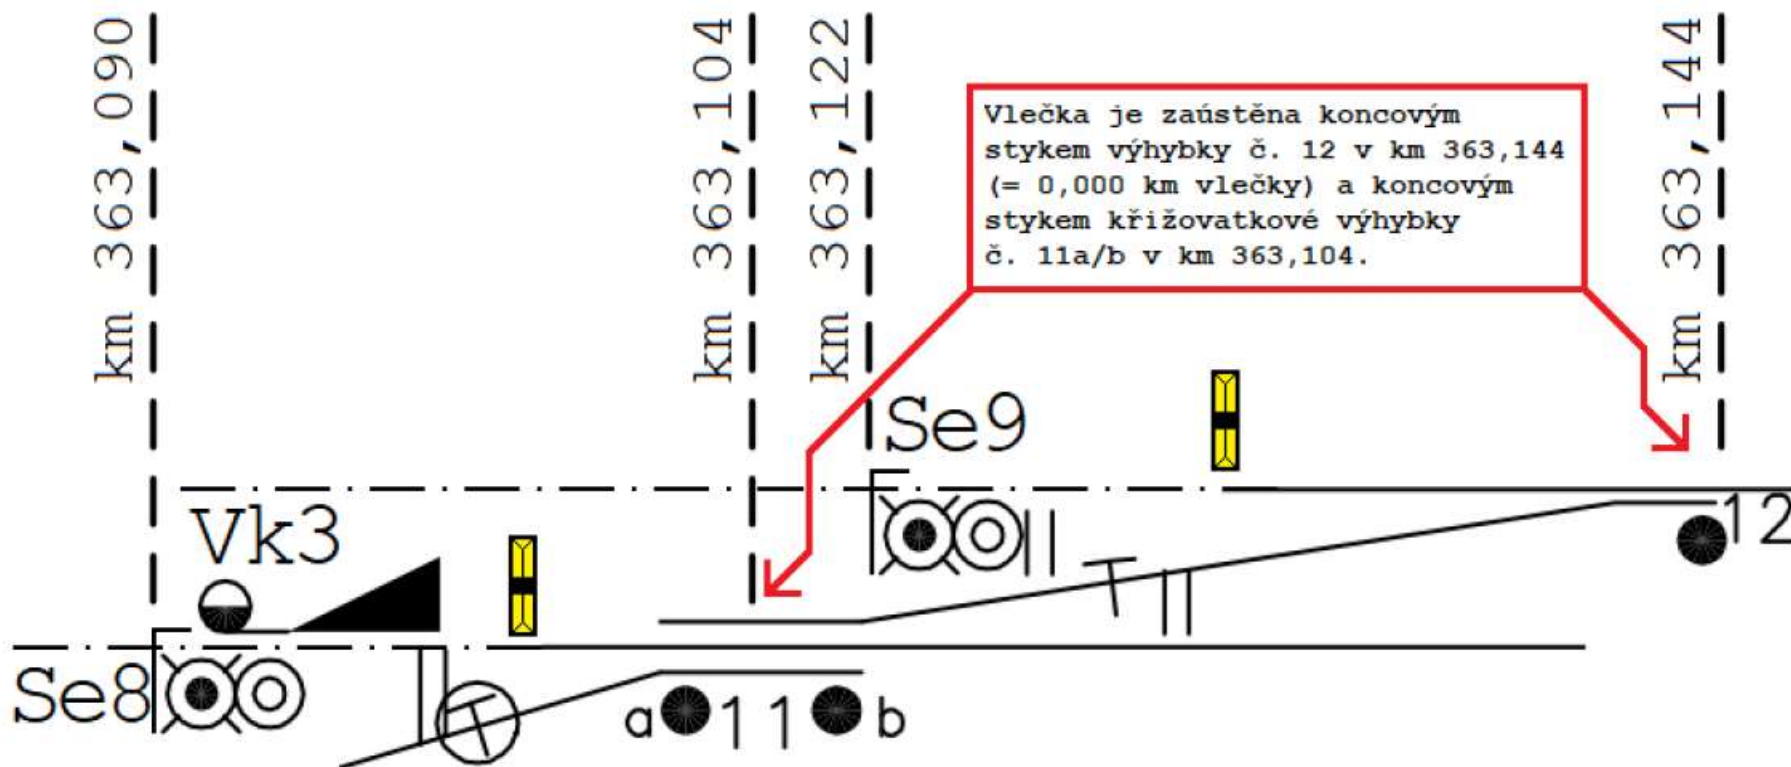 km 363,090
km 363,104
km 363,122
km 363,144
Vlečka je zaústěna koncovým
stykem výhybky č. 12 v km 363,144
(= 0,000 km vlečky) a koncovým
stykem křižovatkové výhybky
č. 11a/b v km 363,104.
Se9
Vk3
12
Se8
a 11 b